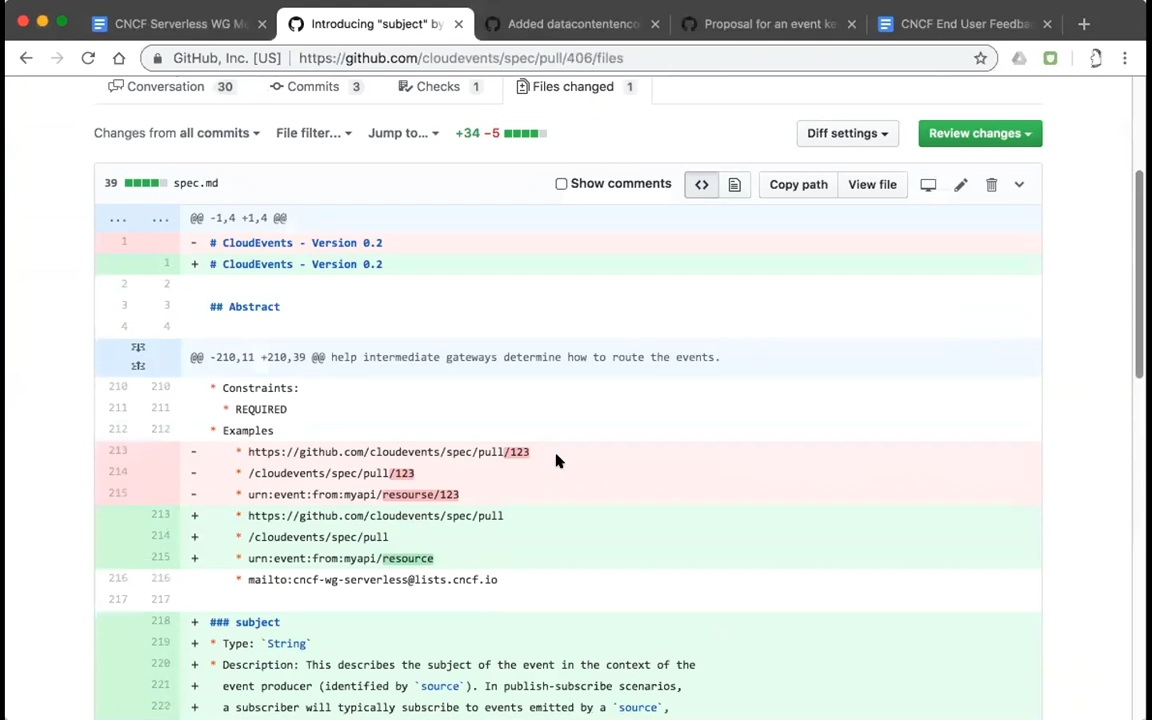 CNCF Serverless WG Me
Introducing "subject" by
Added datacontentenco
Proposal for an event ke
CNCF End User Feedba
GitHub, Inc. [US] https://github.com/cloudevents/spec/pull/406/files
Conversation 30 Commits 3 Checks 1 Files changed 1
Changes from all commits File filter... Jump to... +34 −5 Diff settings Review changes
39 spec.md Show comments <> Copy path View file
... ... @@ -1,4 +1,4 @@
1 - # CloudEvents - Version 0.2
1 + # CloudEvents - Version 0.2
2 2
3 3 ## Abstract
4 4
@@ -210,11 +210,39 @@ help intermediate gateways determine how to route the events.
210 210 * Constraints:
211 211 * REQUIRED
212 212 * Examples
213 - * https://github.com/cloudevents/spec/pull/123
214 - * /cloudevents/spec/pull/123
215 - * urn:event:from:myapi/resourse/123
213 + * https://github.com/cloudevents/spec/pull
214 + * /cloudevents/spec/pull
215 + * urn:event:from:myapi/resource
216 216 * mailto:cncf-wg-serverless@lists.cncf.io
217 217
218 + ### subject
219 + * Type: `String`
220 + * Description: This describes the subject of the event in the context of the
221 + event producer (identified by `source`). In publish-subscribe scenarios,
222 + a subscriber will typically subscribe to events emitted by a `source`,